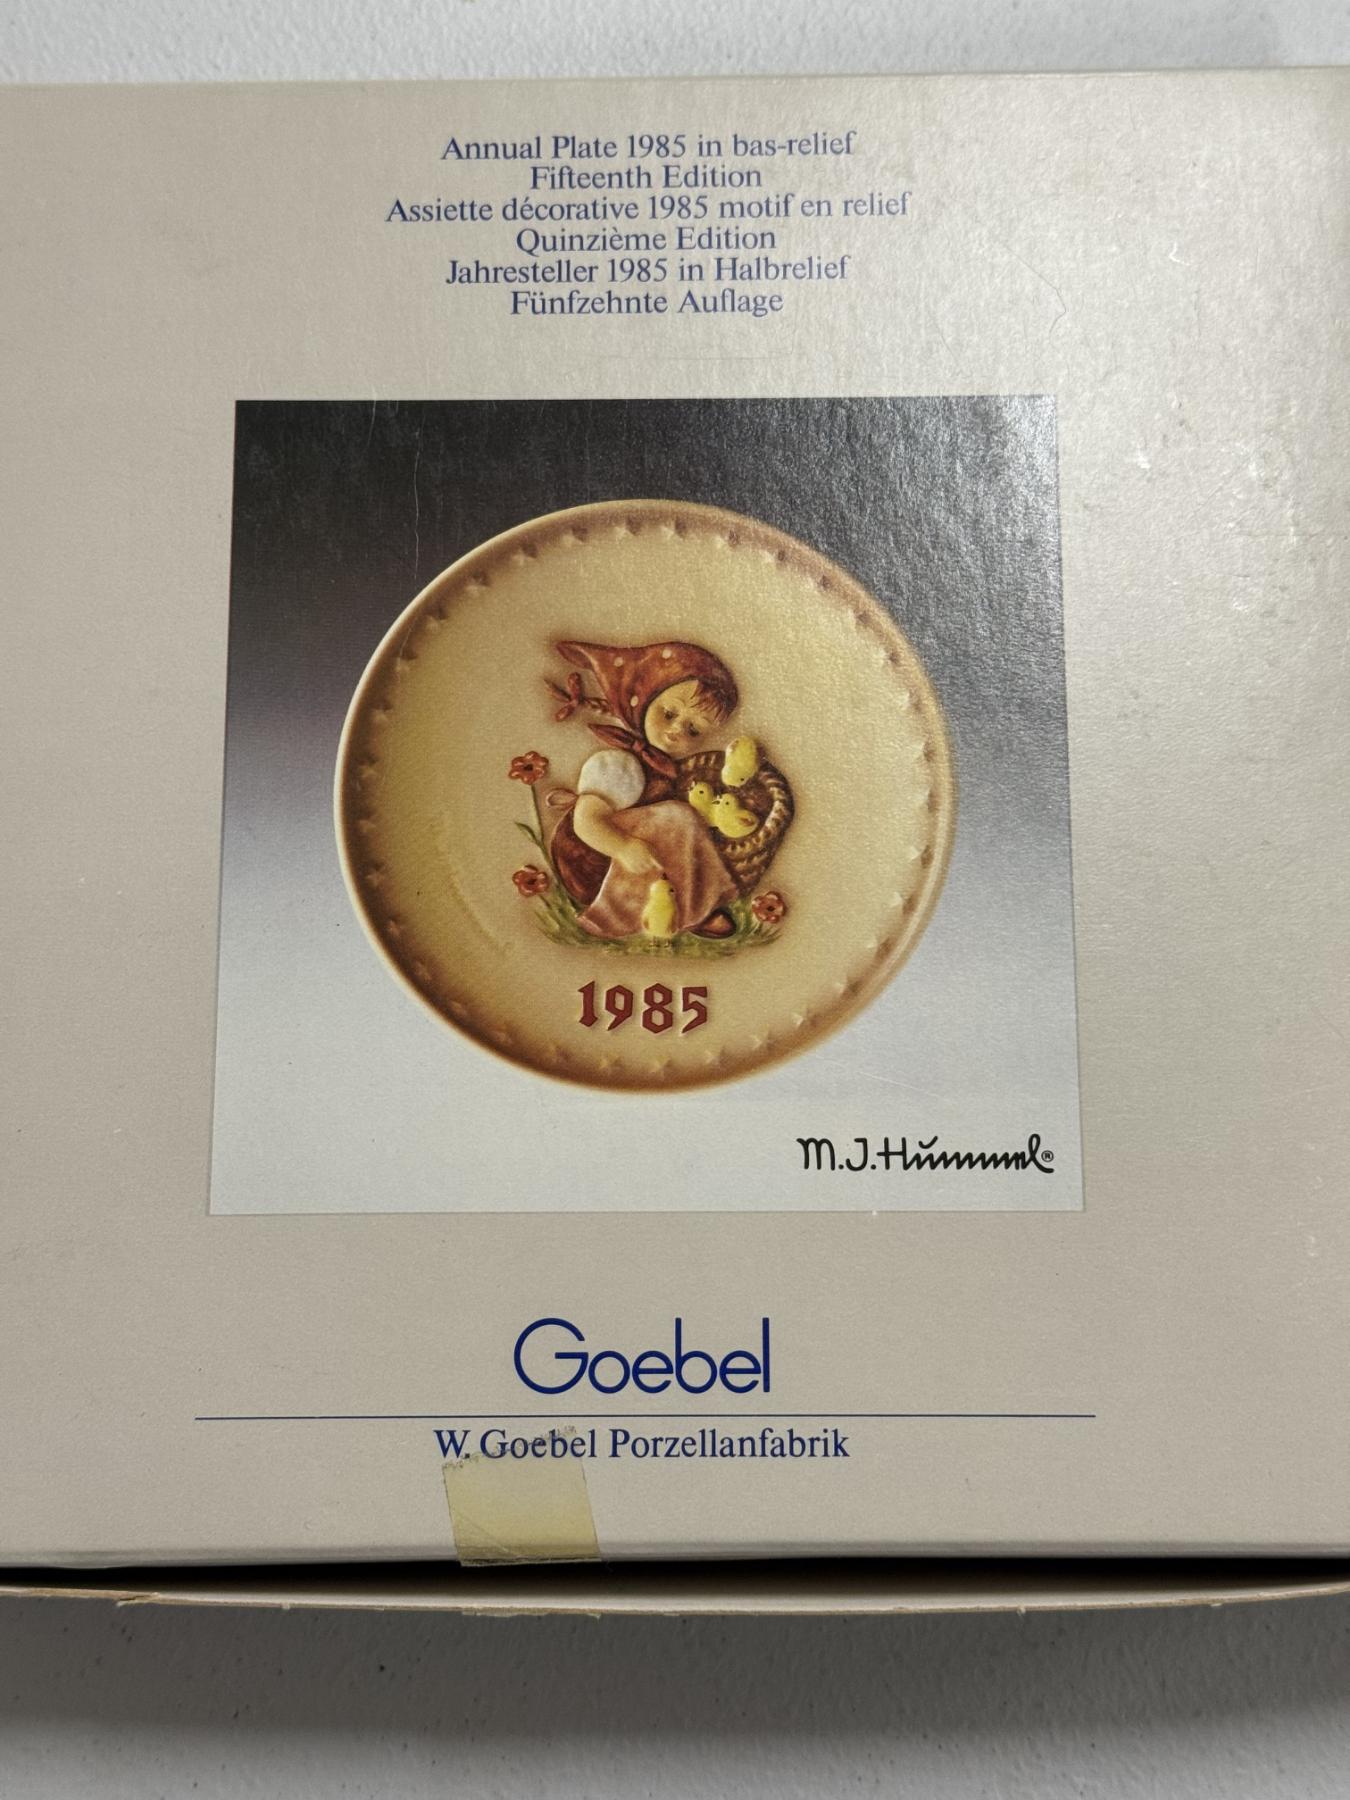 Annual Plate 1985 in bas-relief
Fifteenth Edition
Assiette décorative 1985 motif en relief
Quinzième Edition
Jahresteller 1985 in Halbrelief
Fünfzehnte Auflage
1985
M.J.Hummel®
Goebel
W. Goebel Porzellanfabrik